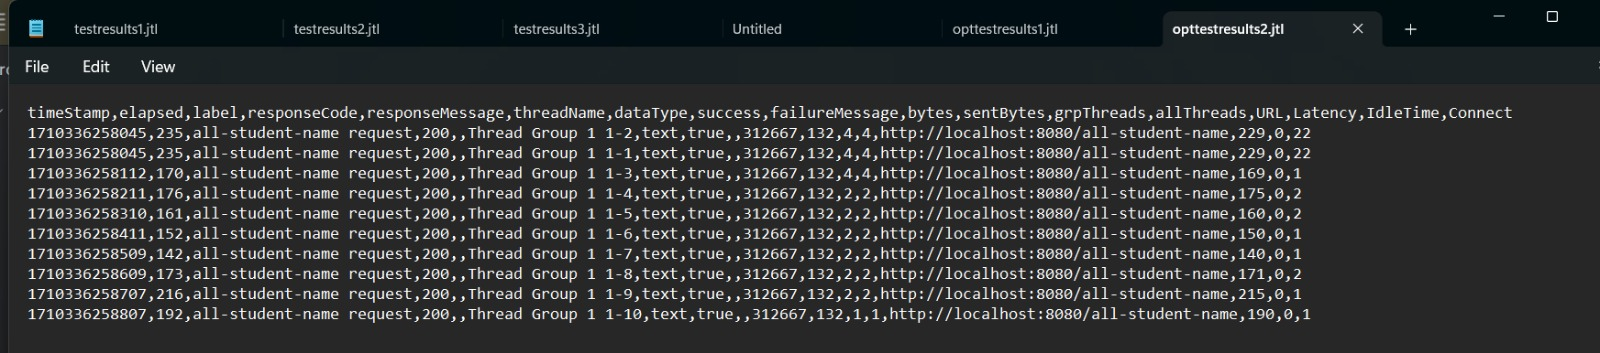 testresults1.jtl testresults2.jtl testresults3.jtl Untitled opttestresults1.jtl opttestresults2.jtl
File Edit View
timeStamp,elapsed,label,responseCode,responseMessage,threadName,dataType,success,failureMessage,bytes,sentBytes,grpThreads,allThreads,URL,Latency,IdleTime,Connect
1710336258045,235,all-student-name request,200,,Thread Group 1 1-2,text,true,,312667,132,4,4,http://localhost:8080/all-student-name,229,0,22
1710336258045,235,all-student-name request,200,,Thread Group 1 1-1,text,true,,312667,132,4,4,http://localhost:8080/all-student-name,229,0,22
1710336258112,170,all-student-name request,200,,Thread Group 1 1-3,text,true,,312667,132,4,4,http://localhost:8080/all-student-name,169,0,1
1710336258211,176,all-student-name request,200,,Thread Group 1 1-4,text,true,,312667,132,2,2,http://localhost:8080/all-student-name,175,0,2
1710336258310,161,all-student-name request,200,,Thread Group 1 1-5,text,true,,312667,132,2,2,http://localhost:8080/all-student-name,160,0,2
1710336258411,152,all-student-name request,200,,Thread Group 1 1-6,text,true,,312667,132,2,2,http://localhost:8080/all-student-name,150,0,1
1710336258509,142,all-student-name request,200,,Thread Group 1 1-7,text,true,,312667,132,2,2,http://localhost:8080/all-student-name,140,0,1
1710336258609,173,all-student-name request,200,,Thread Group 1 1-8,text,true,,312667,132,2,2,http://localhost:8080/all-student-name,171,0,2
1710336258707,216,all-student-name request,200,,Thread Group 1 1-9,text,true,,312667,132,2,2,http://localhost:8080/all-student-name,215,0,1
1710336258807,192,all-student-name request,200,,Thread Group 1 1-10,text,true,,312667,132,1,1,http://localhost:8080/all-student-name,190,0,1